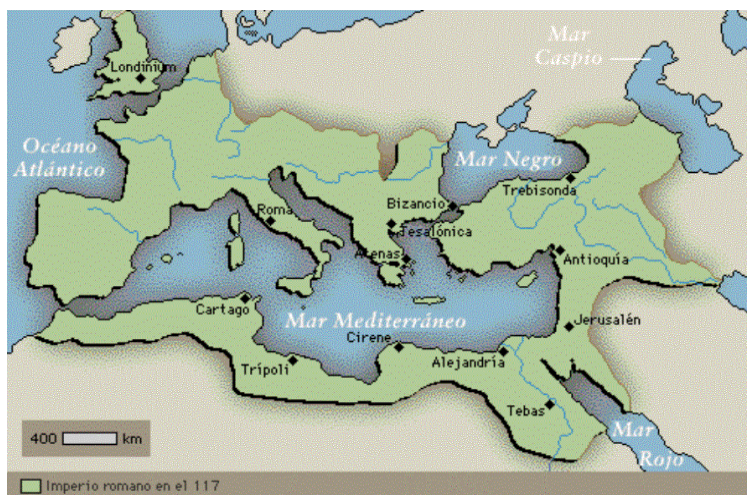 Mar
Caspio
Londinium
Océano
Atlántico
Mar Negro
Trebisonda
Bizancio
Roma
Tesalónica
Atenas
Antioquía
Cartago
Mar Mediterráneo
Jerusalén
Cirene
Trípoli
Alejandría
Tebas
Mar
Rojo
400 km
Imperio romano en el 117